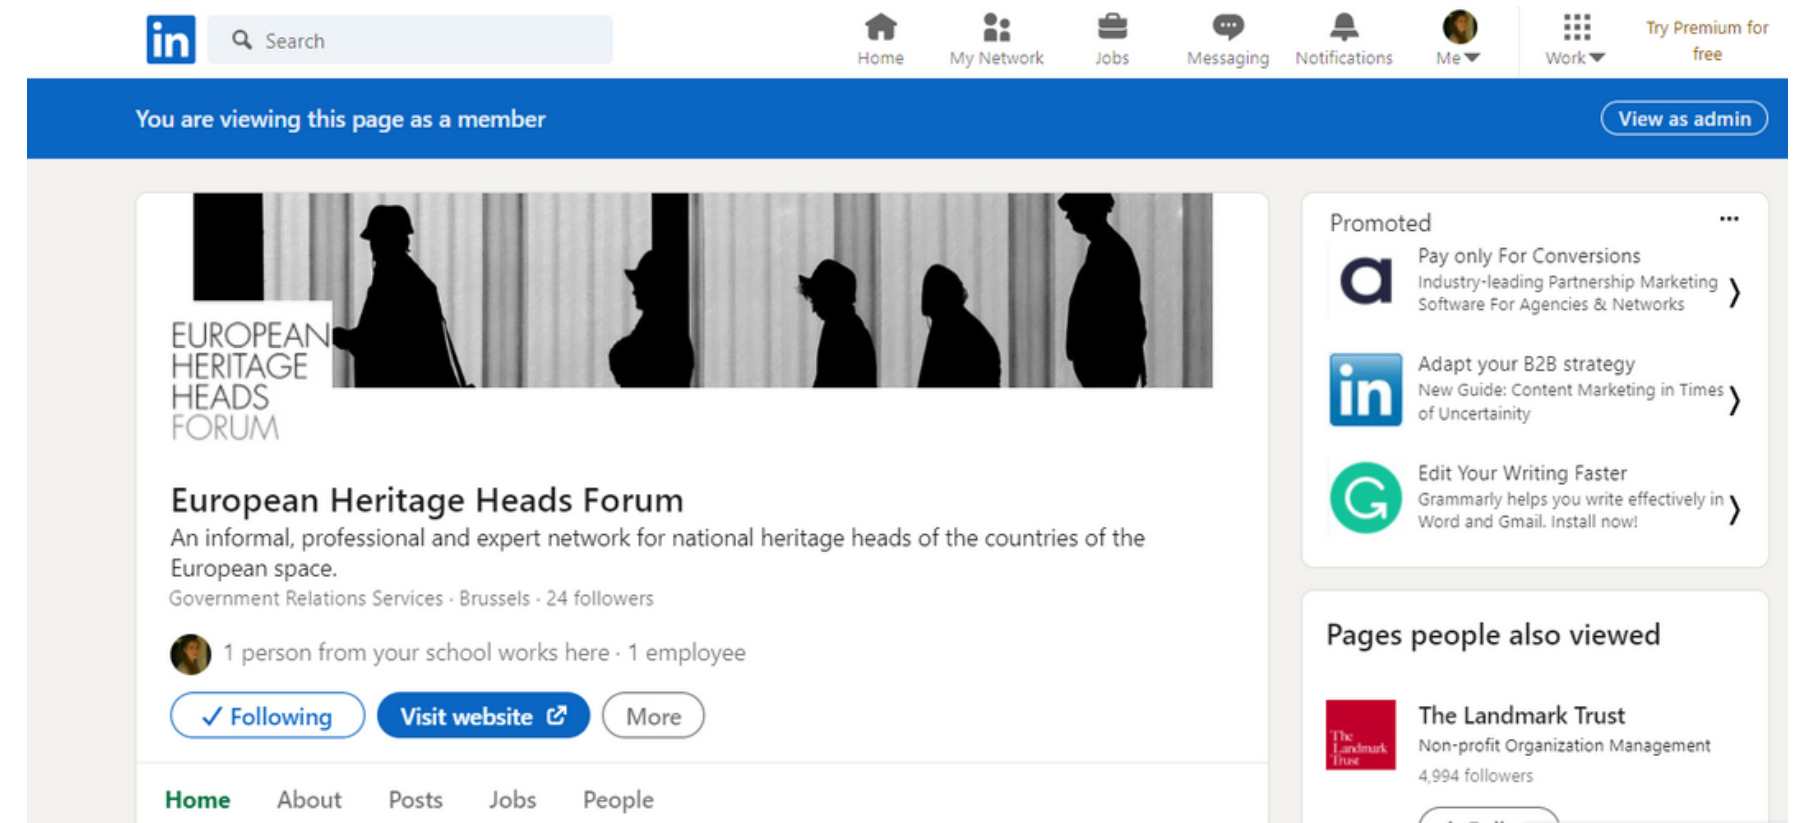 in
Search
Home
My Network
Jobs
Messaging
Notifications
Me
Work
Try Premium for
free
You are viewing this page as a member
View as admin
EUROPEAN
HERITAGE
HEADS
FORUM
European Heritage Heads Forum
An informal, professional and expert network for national heritage heads of the countries of the
European space.
Government Relations Services · Brussels · 24 followers
1 person from your school works here · 1 employee
Following
Visit website
More
Home
About
Posts
Jobs
People
Promoted
a
Pay only For Conversions
Industry-leading Partnership Marketing
Software For Agencies & Networks
in
Adapt your B2B strategy
New Guide: Content Marketing in Times
of Uncertainity
G
Edit Your Writing Faster
Grammarly helps you write effectively in
Word and Gmail. Install now!
Pages people also viewed
The
Landmark
Trust
The Landmark Trust
Non-profit Organization Management
4,994 followers